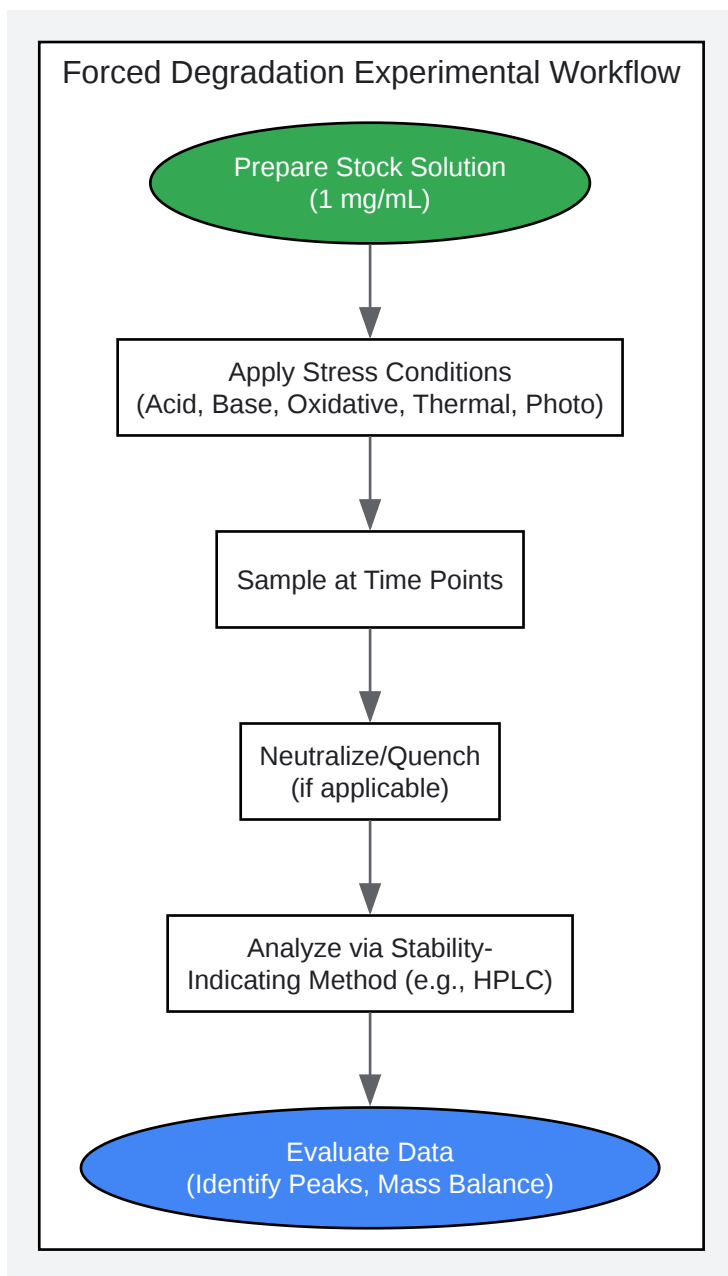 Forced Degradation Experimental Workflow
Prepare Stock Solution
(1 mg/mL)
Apply Stress Conditions
(Acid, Base, Oxidative, Thermal, Photo)
Sample at Time Points
Neutralize/Quench
(if applicable)
Analyze via Stability-
Indicating Method (e.g., HPLC)
Evaluate Data
(Identify Peaks, Mass Balance)